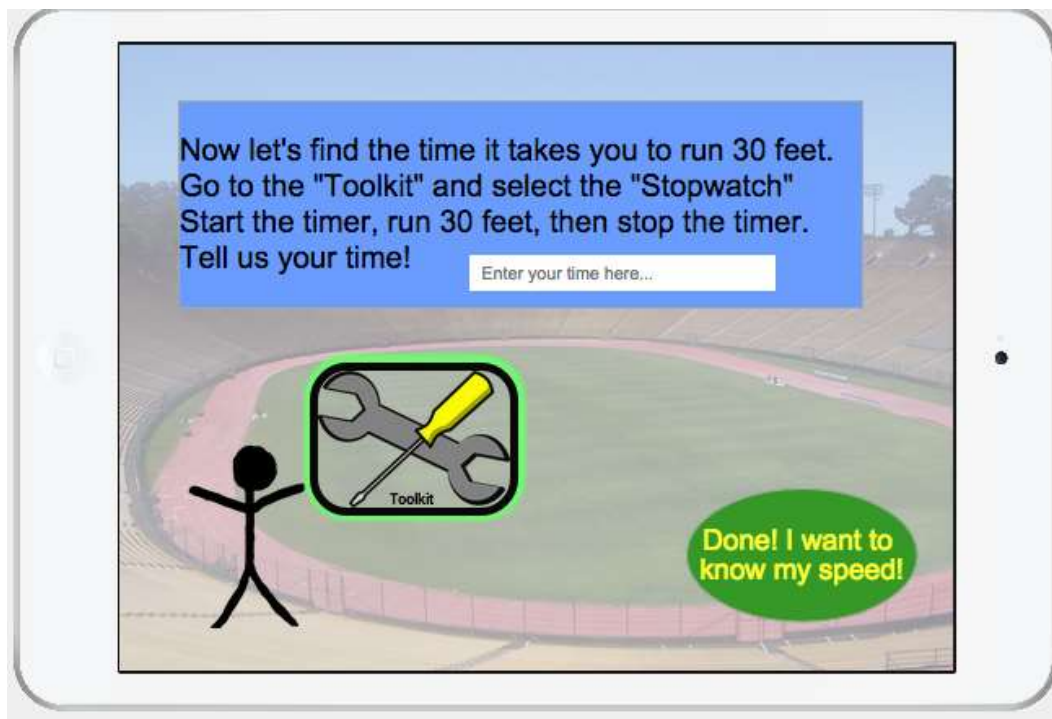 Now let's find the time it takes you to run 30 feet.
Go to the "Toolkit" and select the "Stopwatch"
Start the timer, run 30 feet, then stop the timer.
Tell us your time!
Enter your time here...
Toolkit
Done! I want to
know my speed!